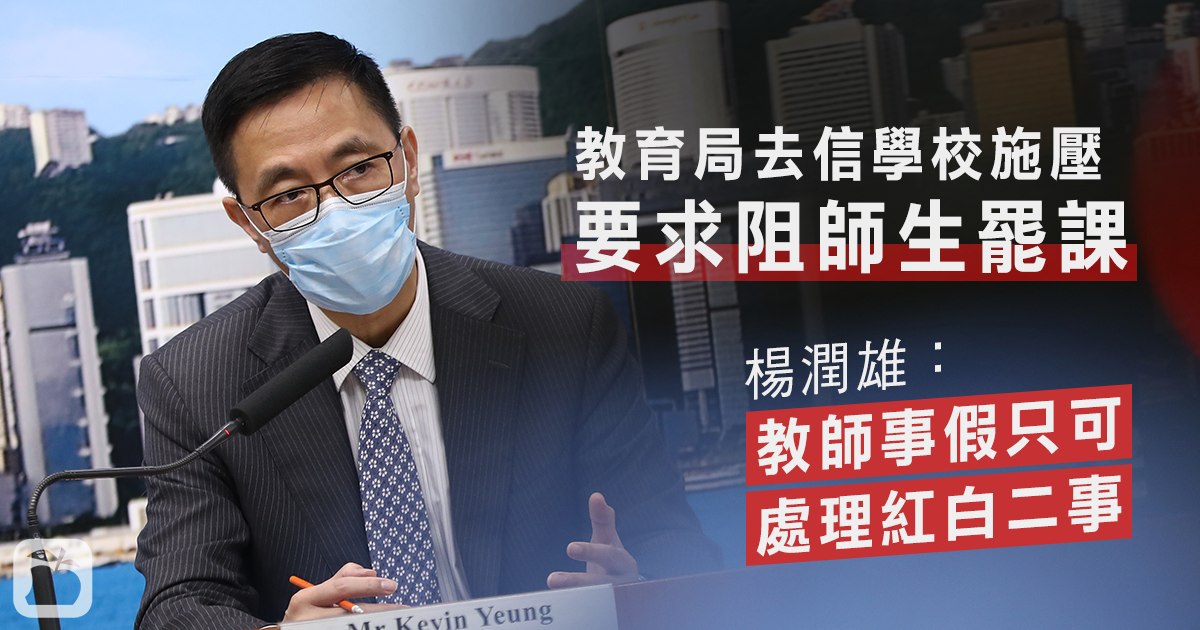 教育局去信學校施壓
要求阻師生罷課
楊潤雄：
教師事假只可
處理紅白二事
Mr Kevin Yeung